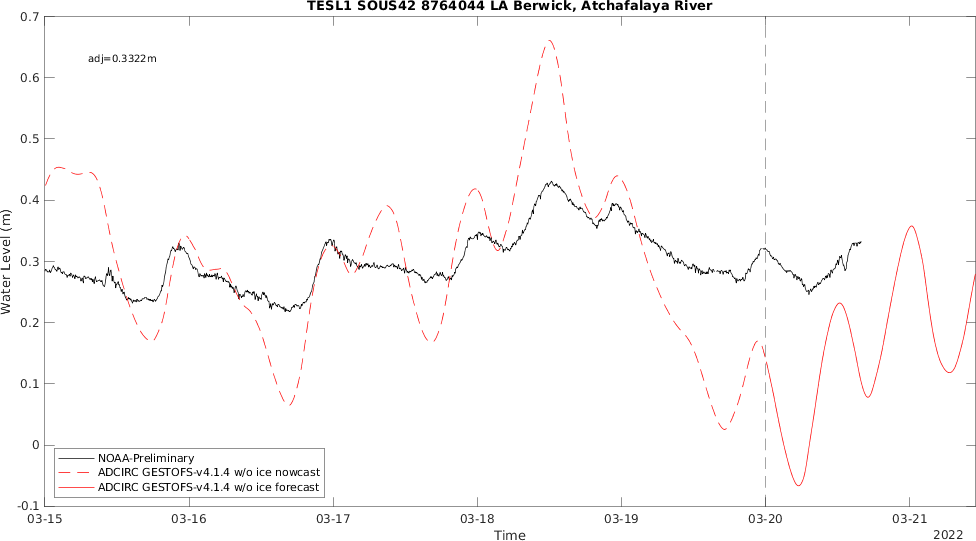 TESL1 SOUS42 8764044 LA Berwick, Atchafalaya River
adj=0.3322m
0.7
0.6
0.5
0.4
0.3
0.2
0.1
0
-0.1
Water Level (m)
NOAA-Preliminary
ADCIRC GESTOFS-v4.1.4 w/o ice nowcast
ADCIRC GESTOFS-v4.1.4 w/o ice forecast
03-15 03-16 03-17 03-18 03-19 03-20 03-21
Time
2022